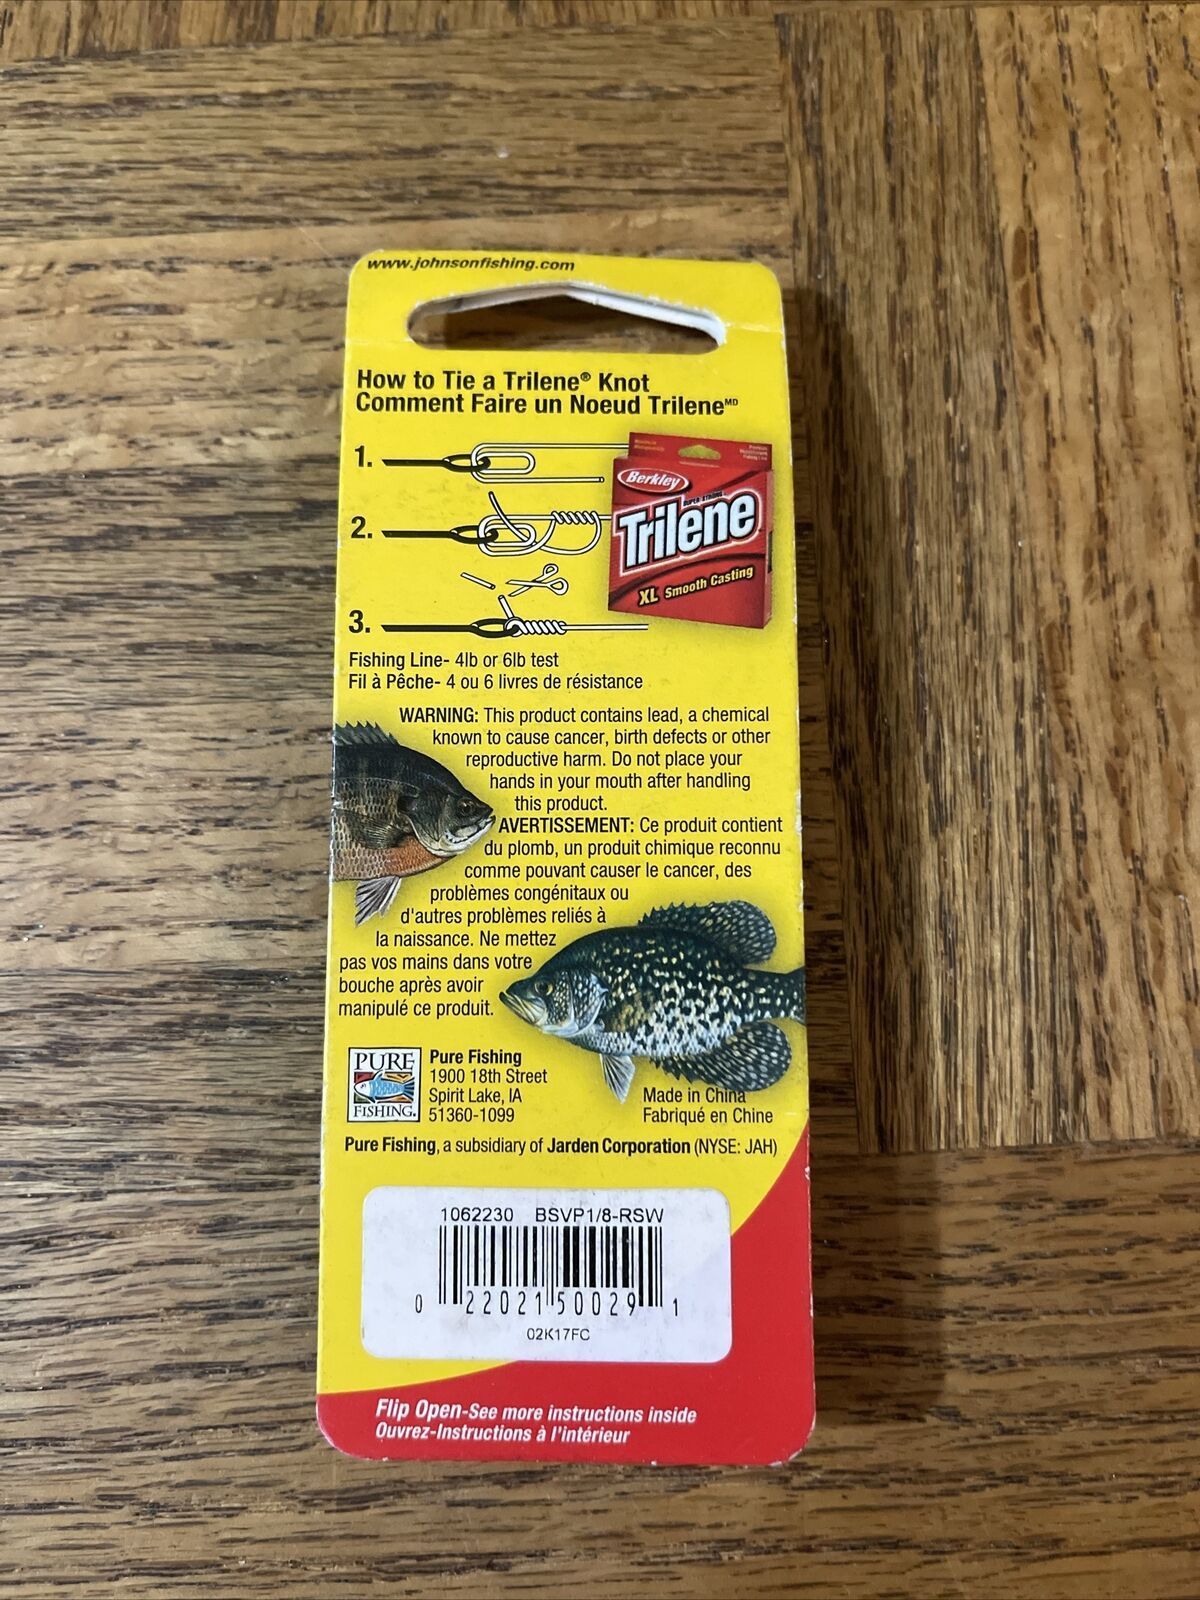 www.johnsonfishing.com
How to Tie a Trilene® Knot
Comment Faire un Noeud Trilene MD
1.
2.
3.
Berkley
SUPER STRONG
Trilene
XL Smooth Casting
Fishing Line- 4lb or 6lb test
Fil à Pêche- 4 ou 6 livres de résistance
WARNING: This product contains lead, a chemical
known to cause cancer, birth defects or other
reproductive harm. Do not place your
hands in your mouth after handling
this product.
AVERTISSEMENT: Ce produit contient
du plomb, un produit chimique reconnu
comme pouvant causer le cancer, des
problèmes congénitaux ou
d'autres problèmes reliés à
la naissance. Ne mettez
pas vos mains dans votre
bouche après avoir
manipulé ce produit.
PURE
FISHING.
Pure Fishing
1900 18th Street
Spirit Lake, IA
51360-1099
Made in China
Fabriqué en Chine
Pure Fishing, a subsidiary of Jarden Corporation (NYSE: JAH)
1062230 BSVP1/8-RSW
0 22021 50029 1
02K17FC
Flip Open-See more instructions inside
Ouvrez-Instructions à l'intérieur